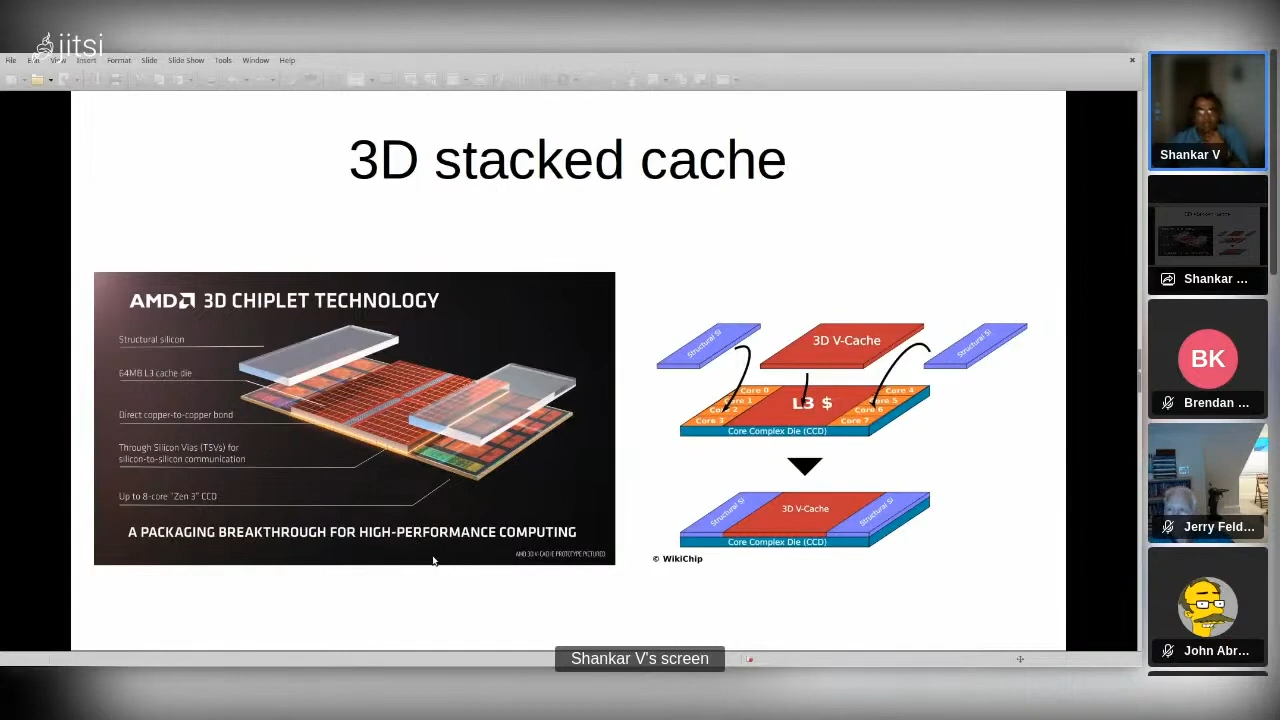 jitsi
File Edit View Insert Format Slide Slide Show Tools Window Help
3D stacked cache
AMD 3D CHIPLET TECHNOLOGY
Structural silicon
64MB L3 cache die
Direct copper-to-copper bond
Through Silicon Vias (TSVs) for
silicon-to-silicon communication
Up to 8-core "Zen 3" CCD
A PACKAGING BREAKTHROUGH FOR HIGH-PERFORMANCE COMPUTING
AMD 3D V-CACHE PROTOTYPE PICTURED
Structural Si
3D V-Cache
Structural Si
Core 0
Core 1
Core 2
Core 3
L3 $
Core 4
Core 5
Core 6
Core 7
Core Complex Die (CCD)
Structural Si
3D V-Cache
Structural Si
Core Complex Die (CCD)
© WikiChip
Shankar V's screen
Shankar V
3D stacked cache
Shankar ...
BK
Brendan ...
Jerry Feld...
John Abr...